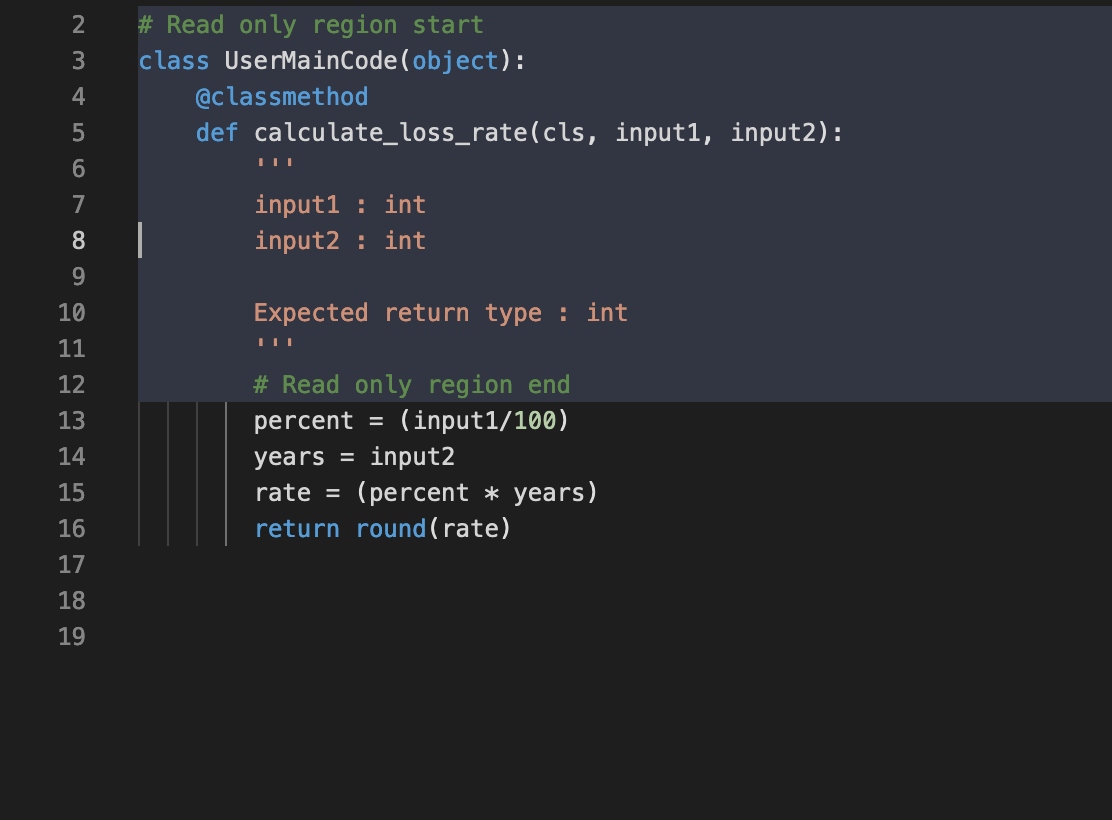 2 # Read only region start
3 class UserMainCode(object):
4     @classmethod
5     def calculate_loss_rate(cls, input1, input2):
6         '''
7         input1 : int
8         input2 : int
9
10         Expected return type : int
11         '''
12         # Read only region end
13         percent = (input1/100)
14         years = input2
15         rate = (percent * years)
16         return round(rate)
17
18
19